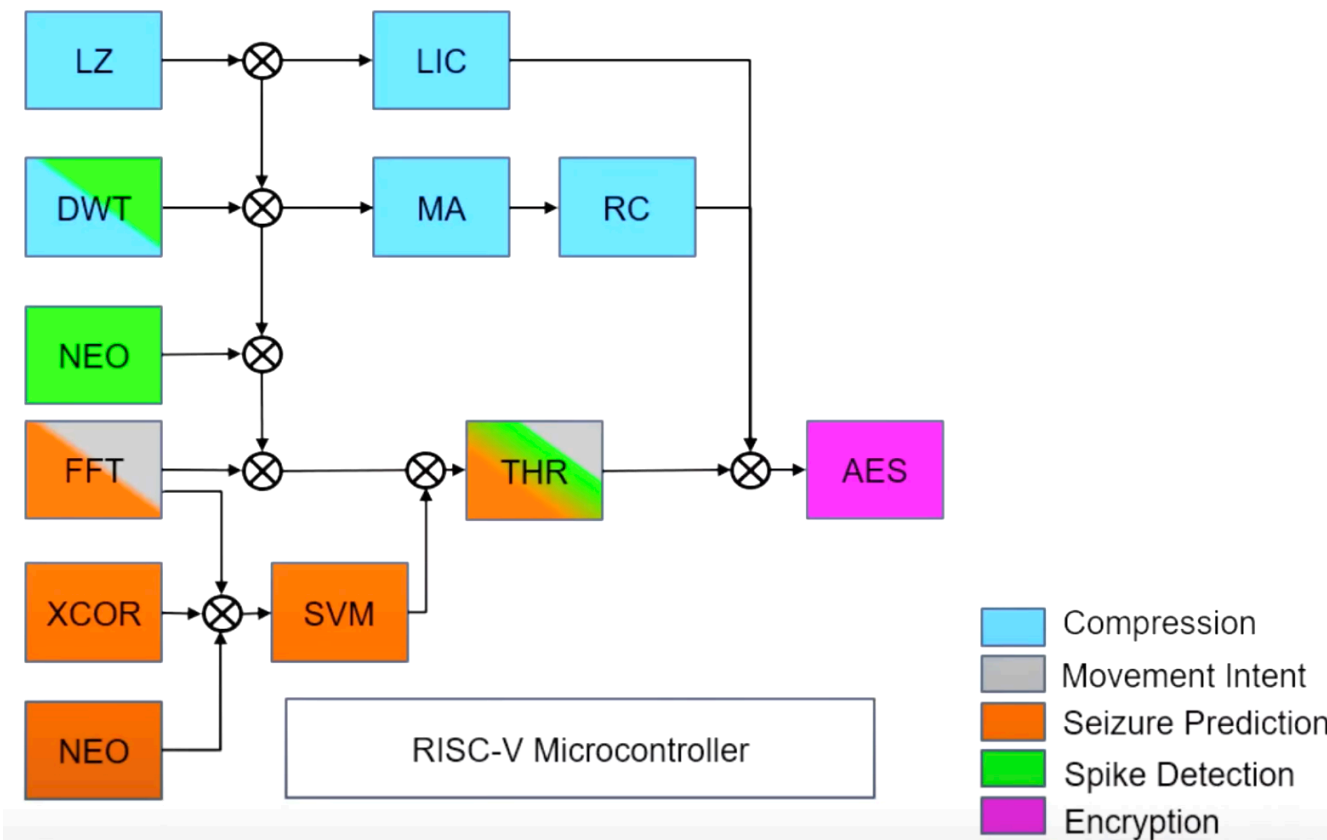 LZ
LIC
DWT
MA
RC
NEO
FFT
THR
AES
XCOR
SVM
NEO
RISC-V Microcontroller
Compression
Movement Intent
Seizure Prediction
Spike Detection
Encryption